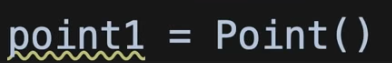 point1 = Point()